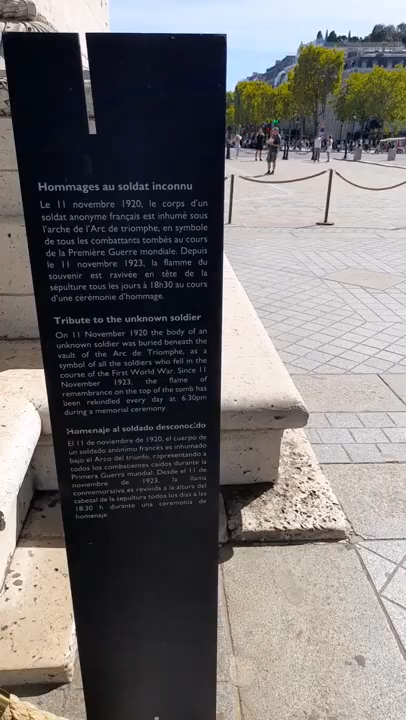 Hommages au soldat inconnu
Le 11 novembre 1920, le corps d'un
soldat anonyme français est inhumé sous
l'arche de l'Arc de triomphe, en symbole
de tous les combattants tombés au cours
de la Première Guerre mondiale. Depuis
le 11 novembre 1923, la flamme du
souvenir est ravivée en tête de la
sépulture tous les jours à 18h30 au cours
d'une cérémonie d'hommage.
Tribute to the unknown soldier
On 11 November 1920 the body of an
unknown soldier was buried beneath the
vault of the Arc de Triomphe, as a
symbol of all the soldiers who fell in the
course of the First World War. Since 11
November 1923, the flame of
remembrance on the top of the tomb has
been rekindled every day at 6.30pm
during a memorial ceremony.
Homenaje al soldado desconocido
El 11 de noviembre de 1920, el cuerpo de
un soldado anónimo francés es inhumado
bajo el Arco del triunfo, representando a
todos los combatientes caídos durante la
Primera Guerra mundial. Desde el 11 de
noviembre de 1923, la llama
conmemorativa es revivida a la altura del
cabezal de la sepultura todos los días a las
18:30 h durante una ceremonia de
homenaje.